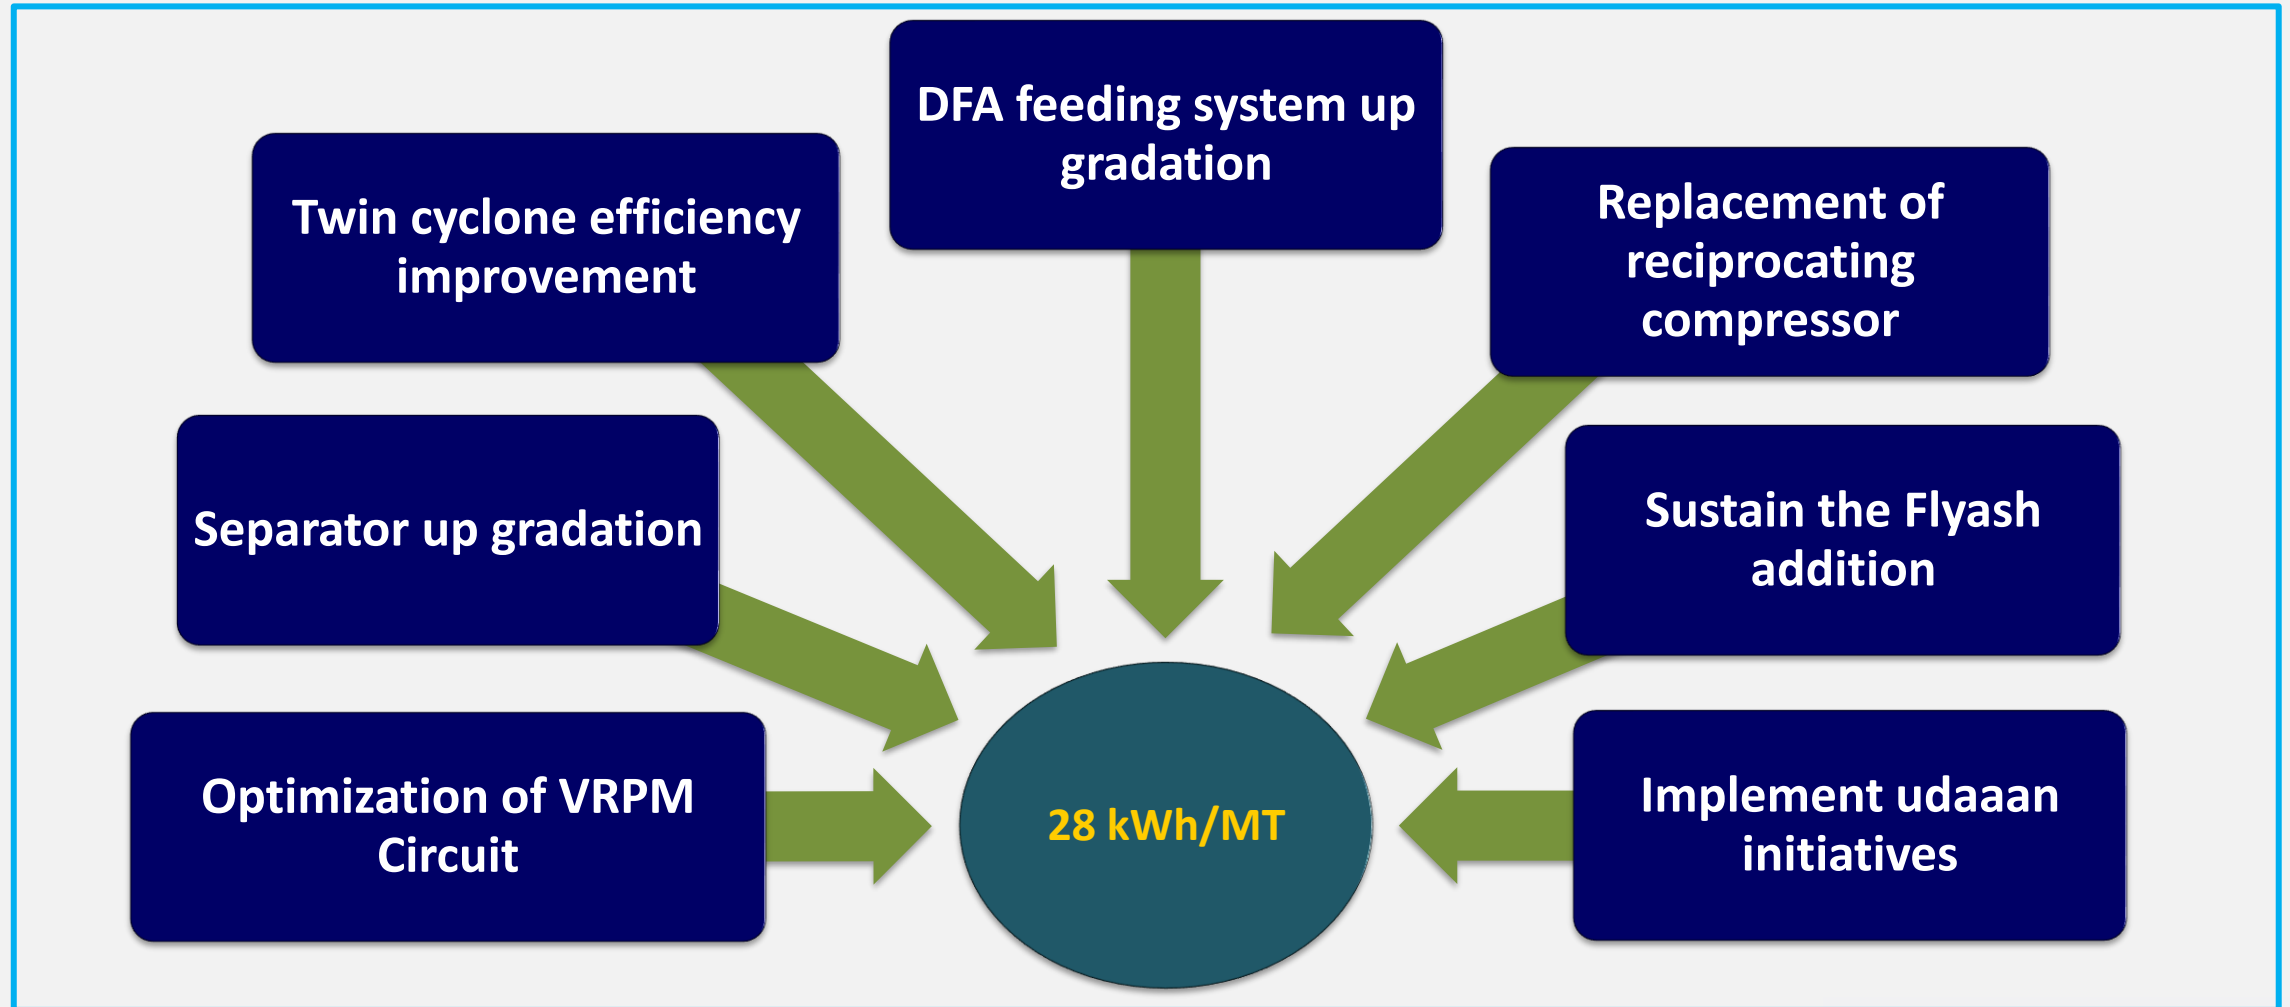 DFA feeding system up
gradation
Twin cyclone efficiency
improvement
Replacement of
reciprocating
compressor
Separator up gradation
Sustain the Flyash
addition
Optimization of VRPM
Circuit
28 kWh/MT
Implement udaaan
initiatives